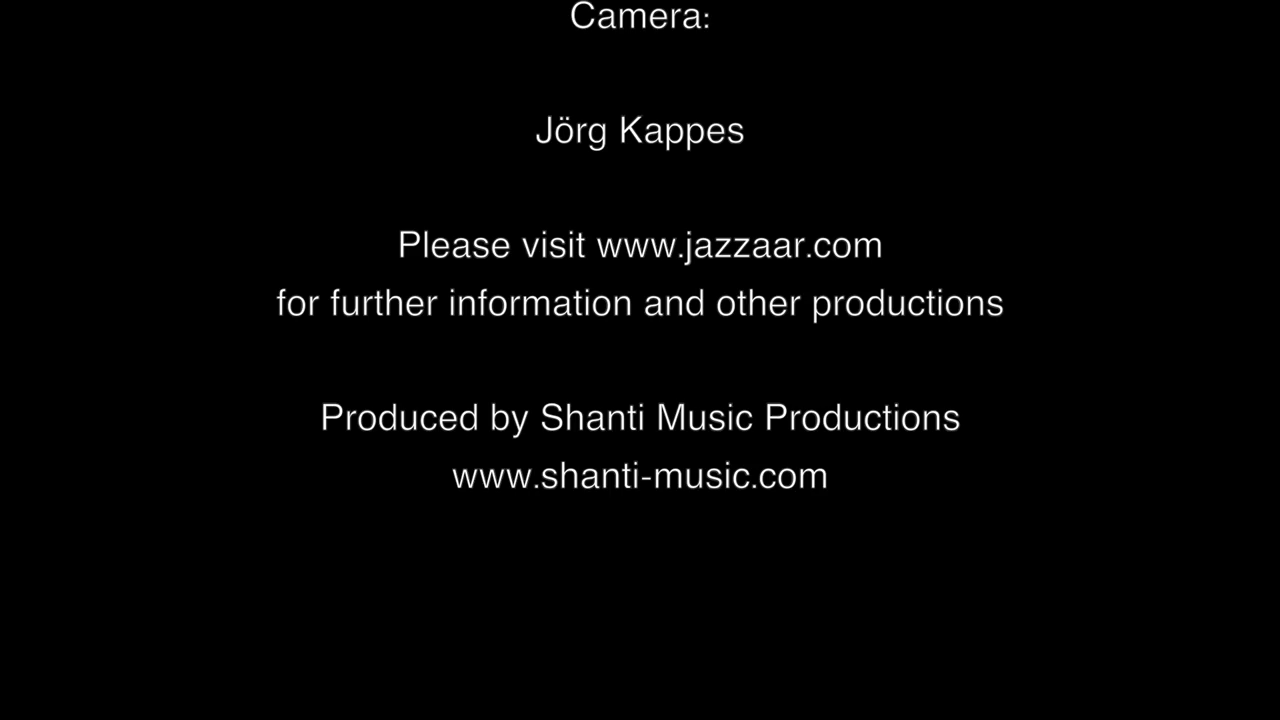 Camera:
Jörg Kappes
Please visit www.jazzaar.com
for further information and other productions
Produced by Shanti Music Productions
www.shanti-music.com